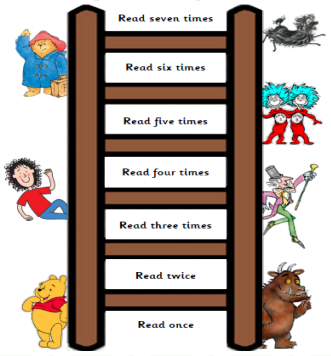 Read seven times
Read six times
Read five times
Read four times
Read three times
Read twice
Read once